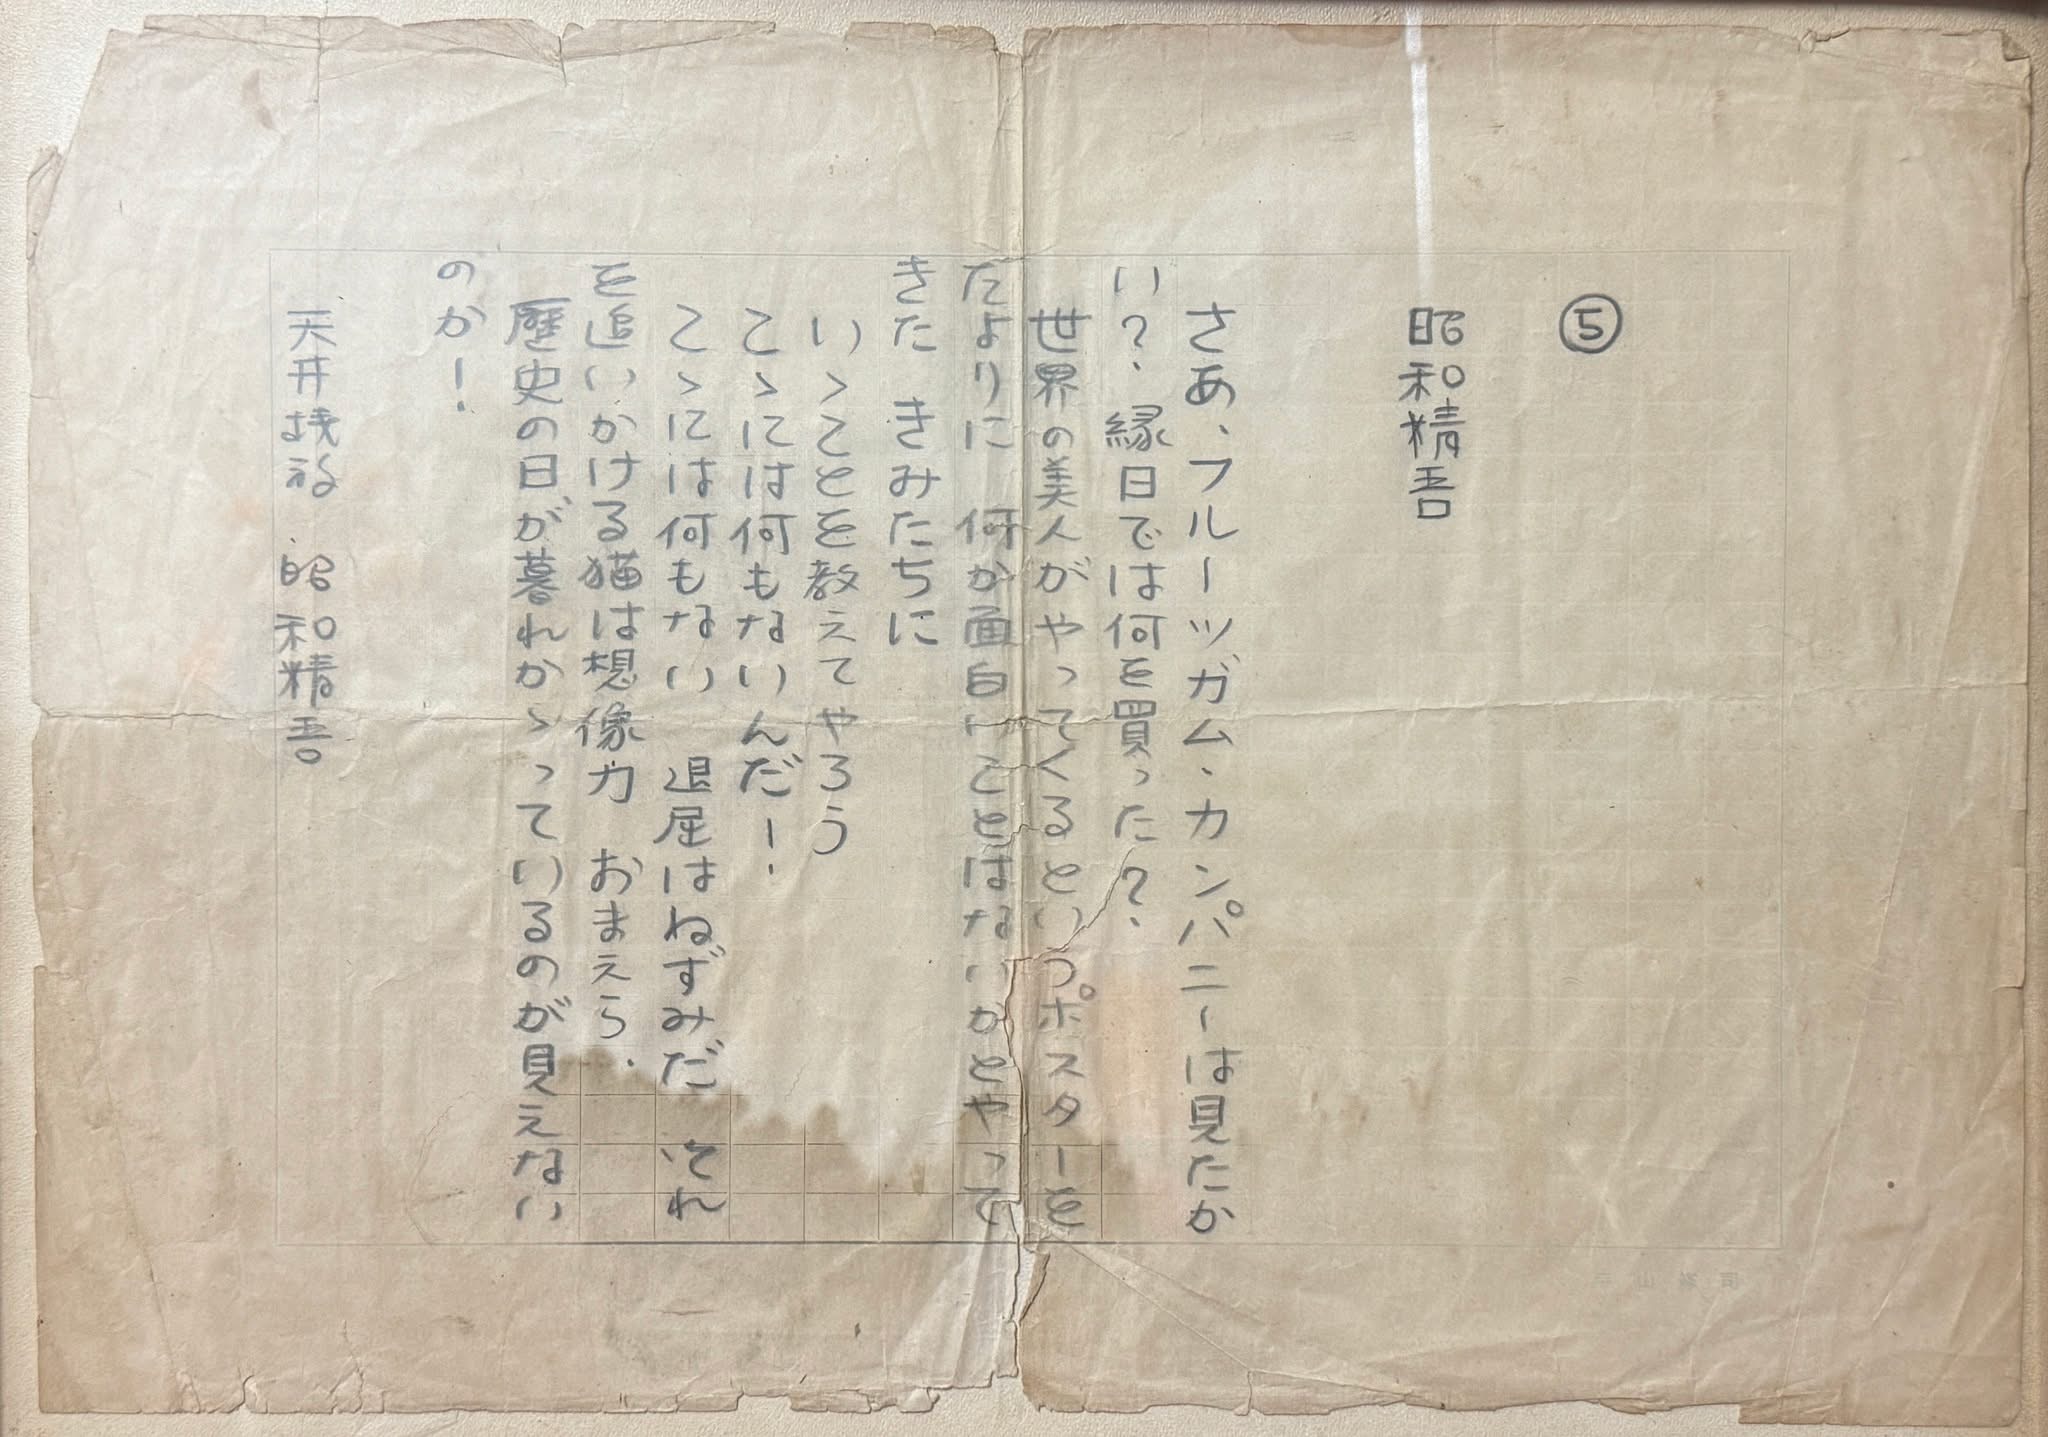 ⑤
昭和精吾
さあ、フルーツガム・カンパニーは見たか
い?、縁日では何を買った?、
世界の美人がやってくるというポスターを
たよりに 何か面白いことはないかとやって
きた きみたちに
いゝことを教えてやろう
こゝには何もないんだー!
こゝには何もない 退屈はねずみだ それ
を追いかける猫は想像力 おまえら、
歴史の日が暮れかゝっているのが見えない
のか!
天井桟敷 昭和精吾